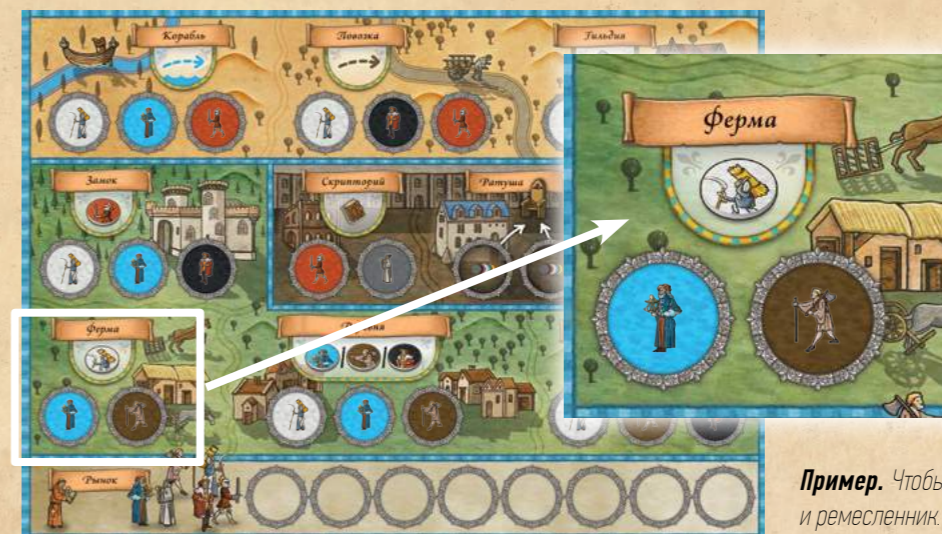 Корабль
Повозка
Гильдия
Замок
Скрипторий
Ратуша
Ферма
Ферма
Рынок
Пример. Чтобы
и ремесленник.